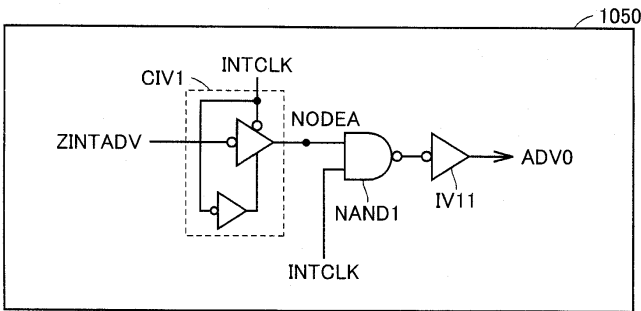 1050
CIV1
INTCLK
NODEA
ZINTADV
ADV0
NAND1
IV11
INTCLK